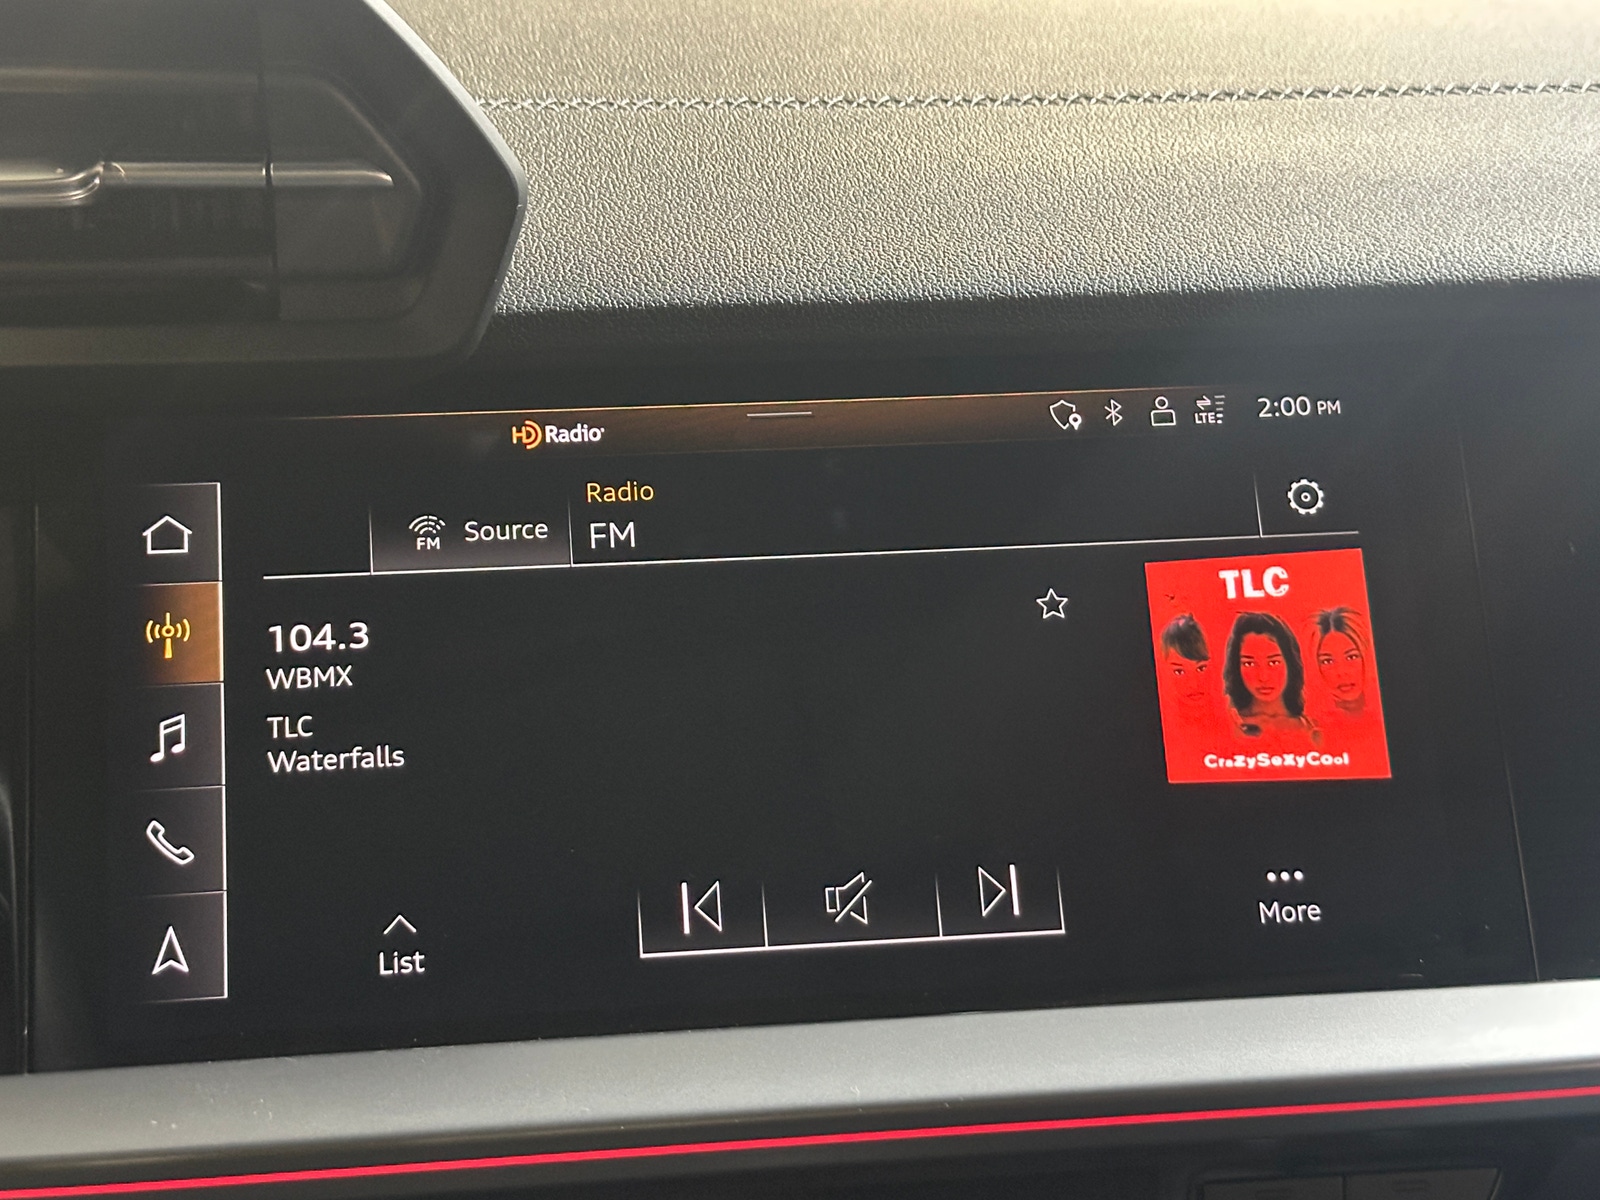 HD Radio
LTE
2:00 PM
FM
Source
Radio
FM
104.3
WBMX
TLC
Waterfalls
TLC
CraZySeXyCool
List
More